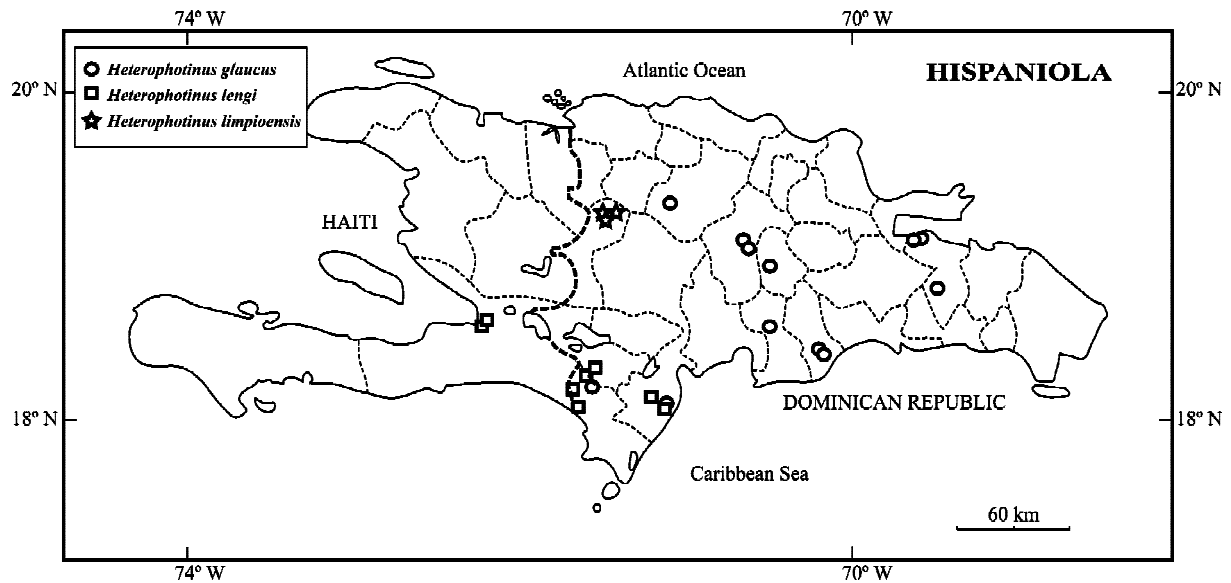 74º W
70º W
Heterophotinus glaucus
Heterophotinus lengi
Heterophotinus limpioensis
Atlantic Ocean
HISPANIOLA
20º N
20º N
HAITI
DOMINICAN REPUBLIC
18º N
18º N
Caribbean Sea
60 km
74º W
70º W